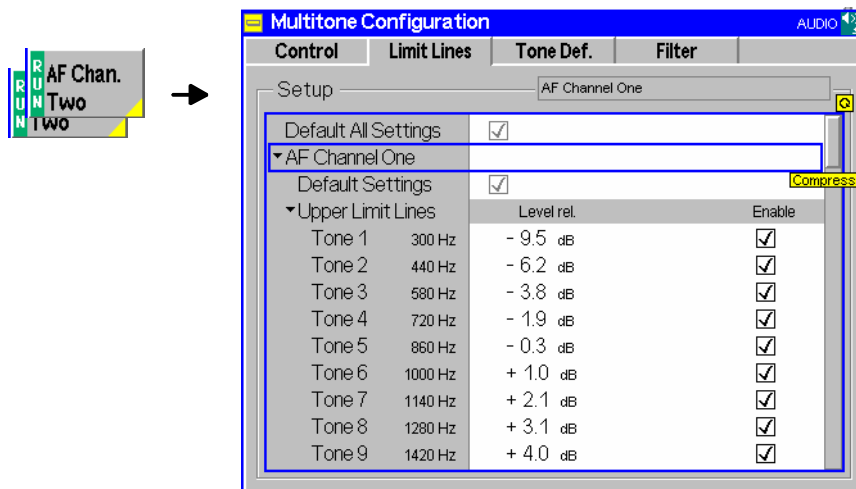 RUN
RUN
AF Chan.
Two
Two
Multitone Configuration AUDIO
Control Limit Lines Tone Def. Filter
Setup AF Channel One
Default All Settings
AF Channel One
Compress
Default Settings
Upper Limit Lines Level rel. Enable
Tone 1 300 Hz - 9.5 dB
Tone 2 440 Hz - 6.2 dB
Tone 3 580 Hz - 3.8 dB
Tone 4 720 Hz - 1.9 dB
Tone 5 860 Hz - 0.3 dB
Tone 6 1000 Hz + 1.0 dB
Tone 7 1140 Hz + 2.1 dB
Tone 8 1280 Hz + 3.1 dB
Tone 9 1420 Hz + 4.0 dB